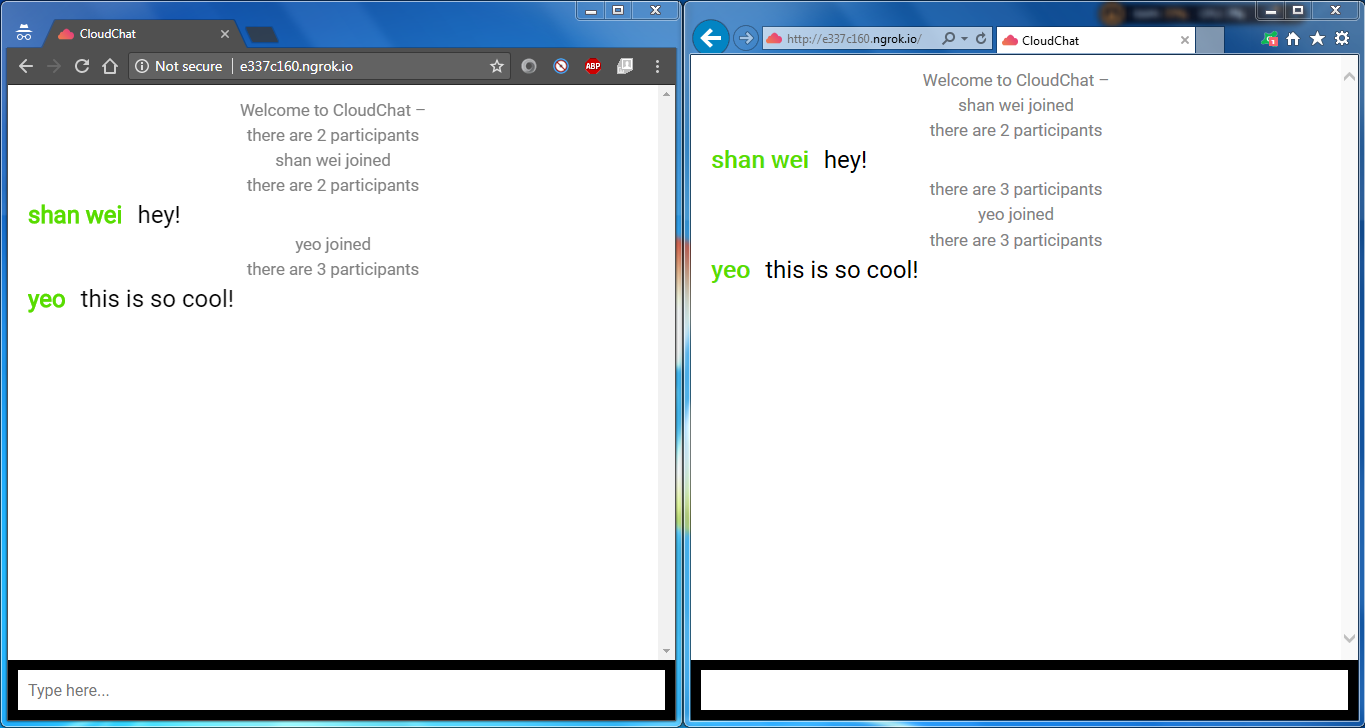 CloudChat
Not secure e337c160.ngrok.io
ABP
Welcome to CloudChat –
there are 2 participants
shan wei joined
there are 2 participants
shan wei hey!
yeo joined
there are 3 participants
yeo this is so cool!
Type here...
http://e337c160.ngrok.io/
CloudChat
Welcome to CloudChat –
shan wei joined
there are 2 participants
shan wei hey!
there are 3 participants
yeo joined
there are 3 participants
yeo this is so cool!